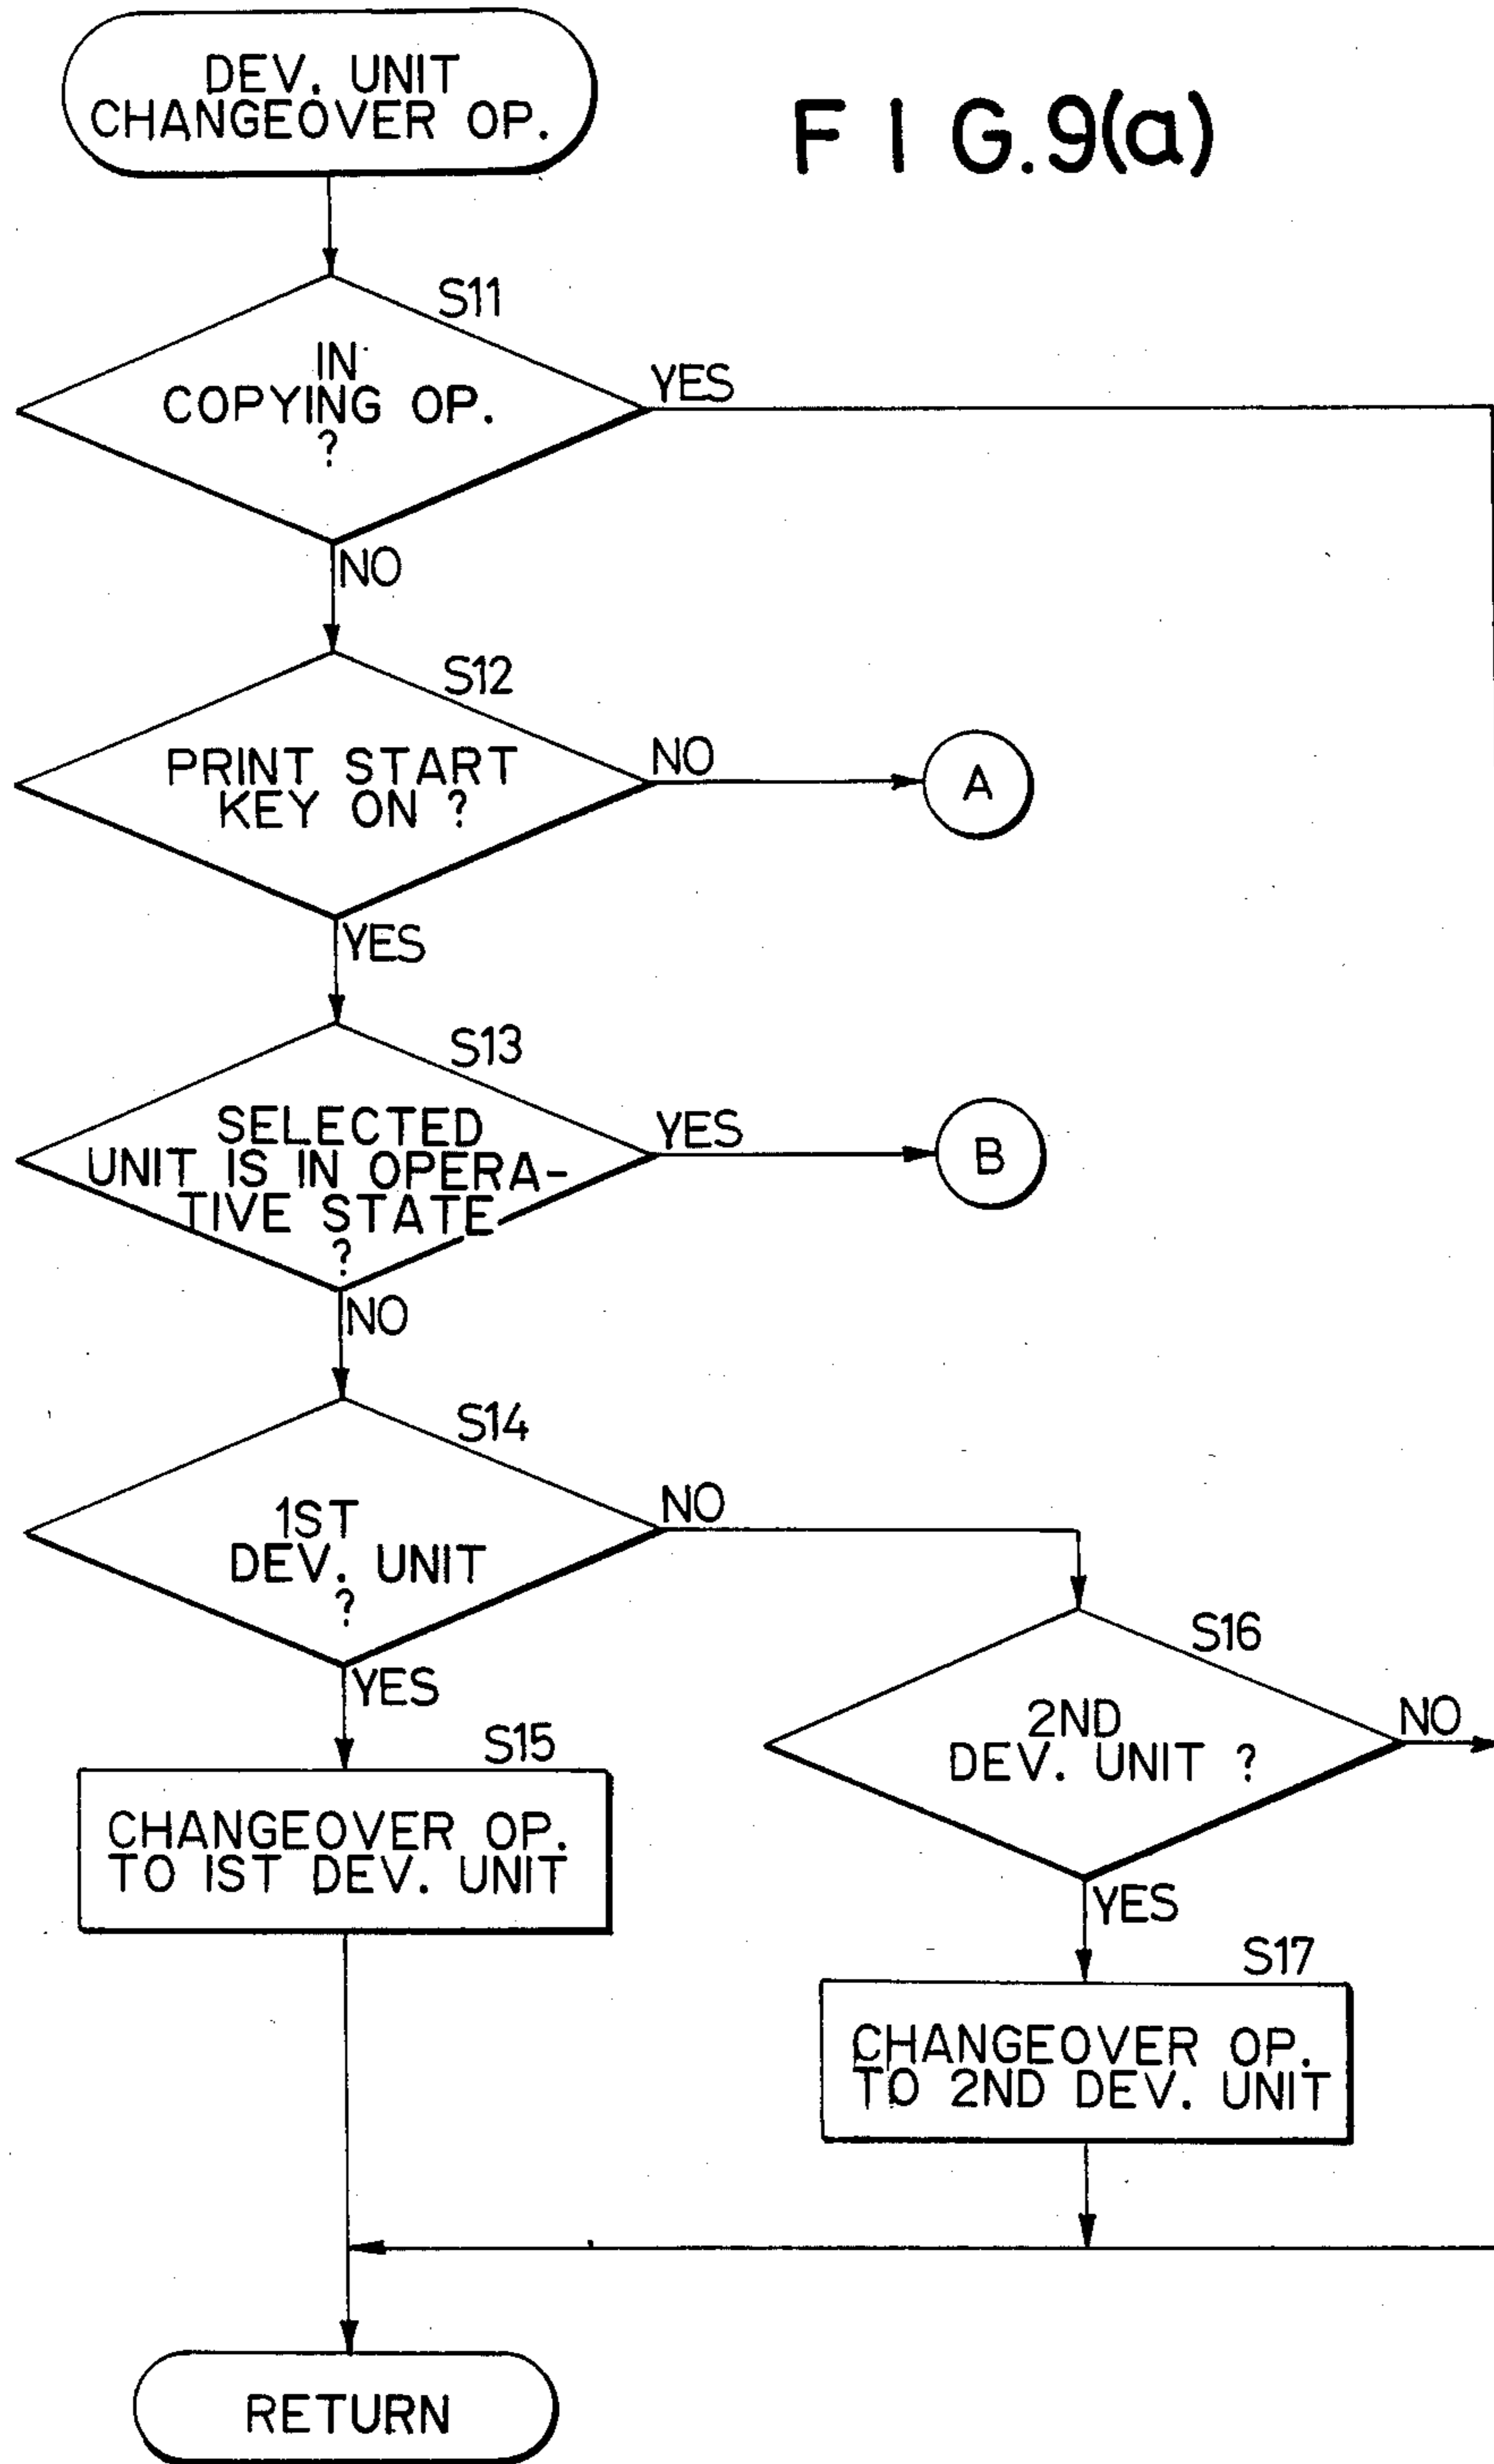 DEV. UNIT
CHANGEOVER OP.
F I G.9(a)
S11
IN
COPYING OP.
?
YES
NO
S12
PRINT START
KEY ON ?
NO
A
YES
S13
SELECTED
UNIT IS IN OPERA-
TIVE STATE
?
YES
B
NO
S14
1ST
DEV. UNIT
?
NO
YES
S16
2ND
DEV. UNIT ?
NO
YES
S15
CHANGEOVER OP.
TO 1ST DEV. UNIT
S17
CHANGEOVER OP.
TO 2ND DEV. UNIT
RETURN